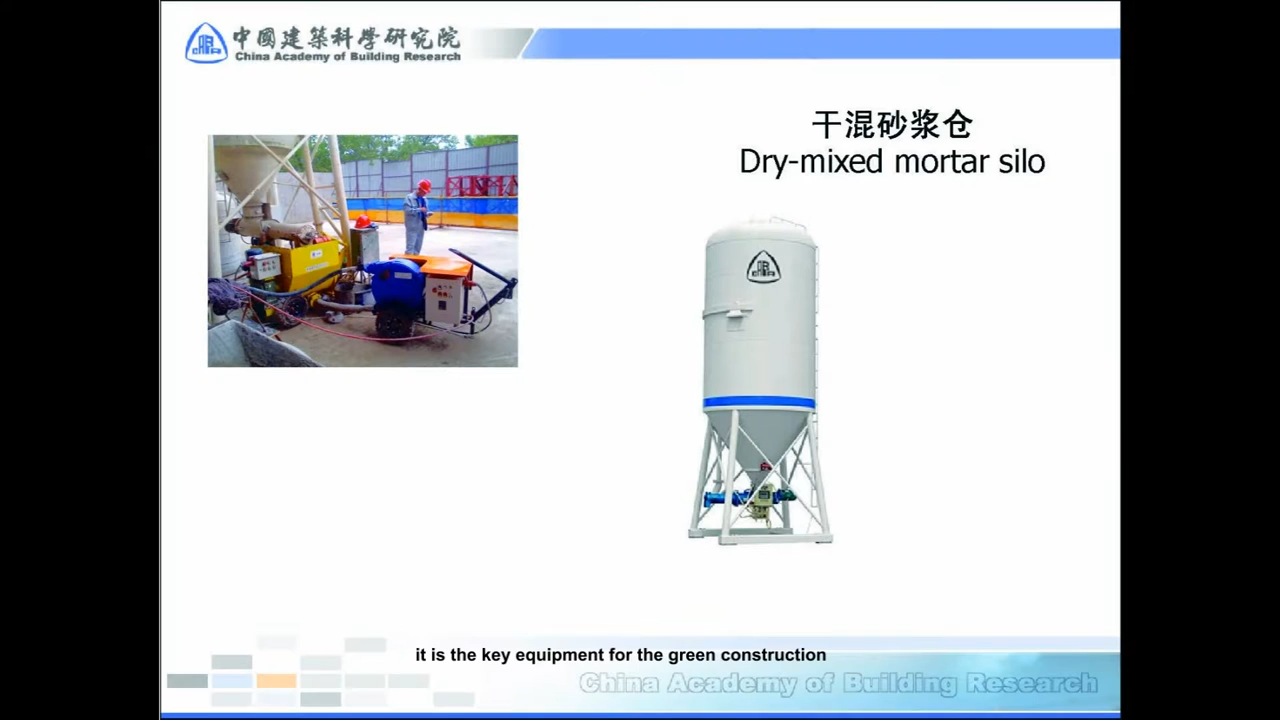 中國建築科學研究院
China Academy of Building Research
干混砂浆仓
Dry-mixed mortar silo
it is the key equipment for the green construction
China Academy of Building Research